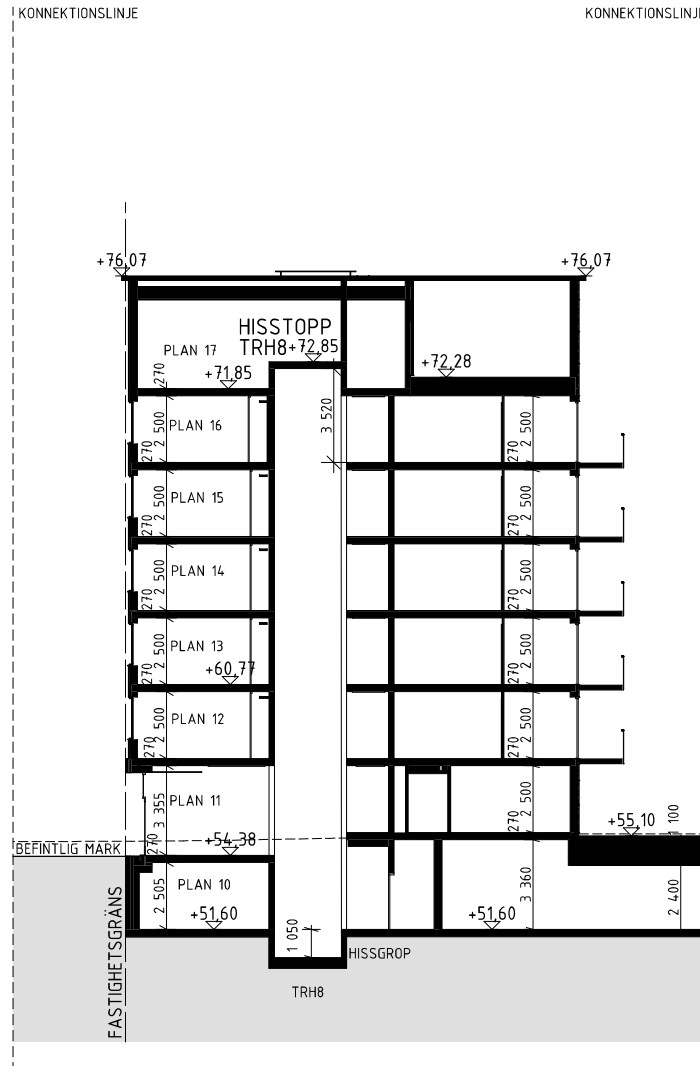 KONNEKTIONSLINJE KONNEKTIONSLINJ
+76,07 +76,07
HISSTOPP
PLAN 17 TRH8 +72,85
270 +71,85 +72,28
3 520
PLAN 16
270 2 500 270 2 500
PLAN 15
270 2 500 270 2 500
PLAN 14
270 2 500 270 2 500
PLAN 13
270 2 500 270 2 500
+60,77
PLAN 12
270 2 500 270 2 500
PLAN 11
3 355 270 2 500
270 +54,38 +55,10 1 100
BEFINTLIG MARK
PLAN 10
2 505 3 360 2 400
+51,60 +51,60
1 050
HISSGROP
FASTIGHETSGRÄNS
TRH8